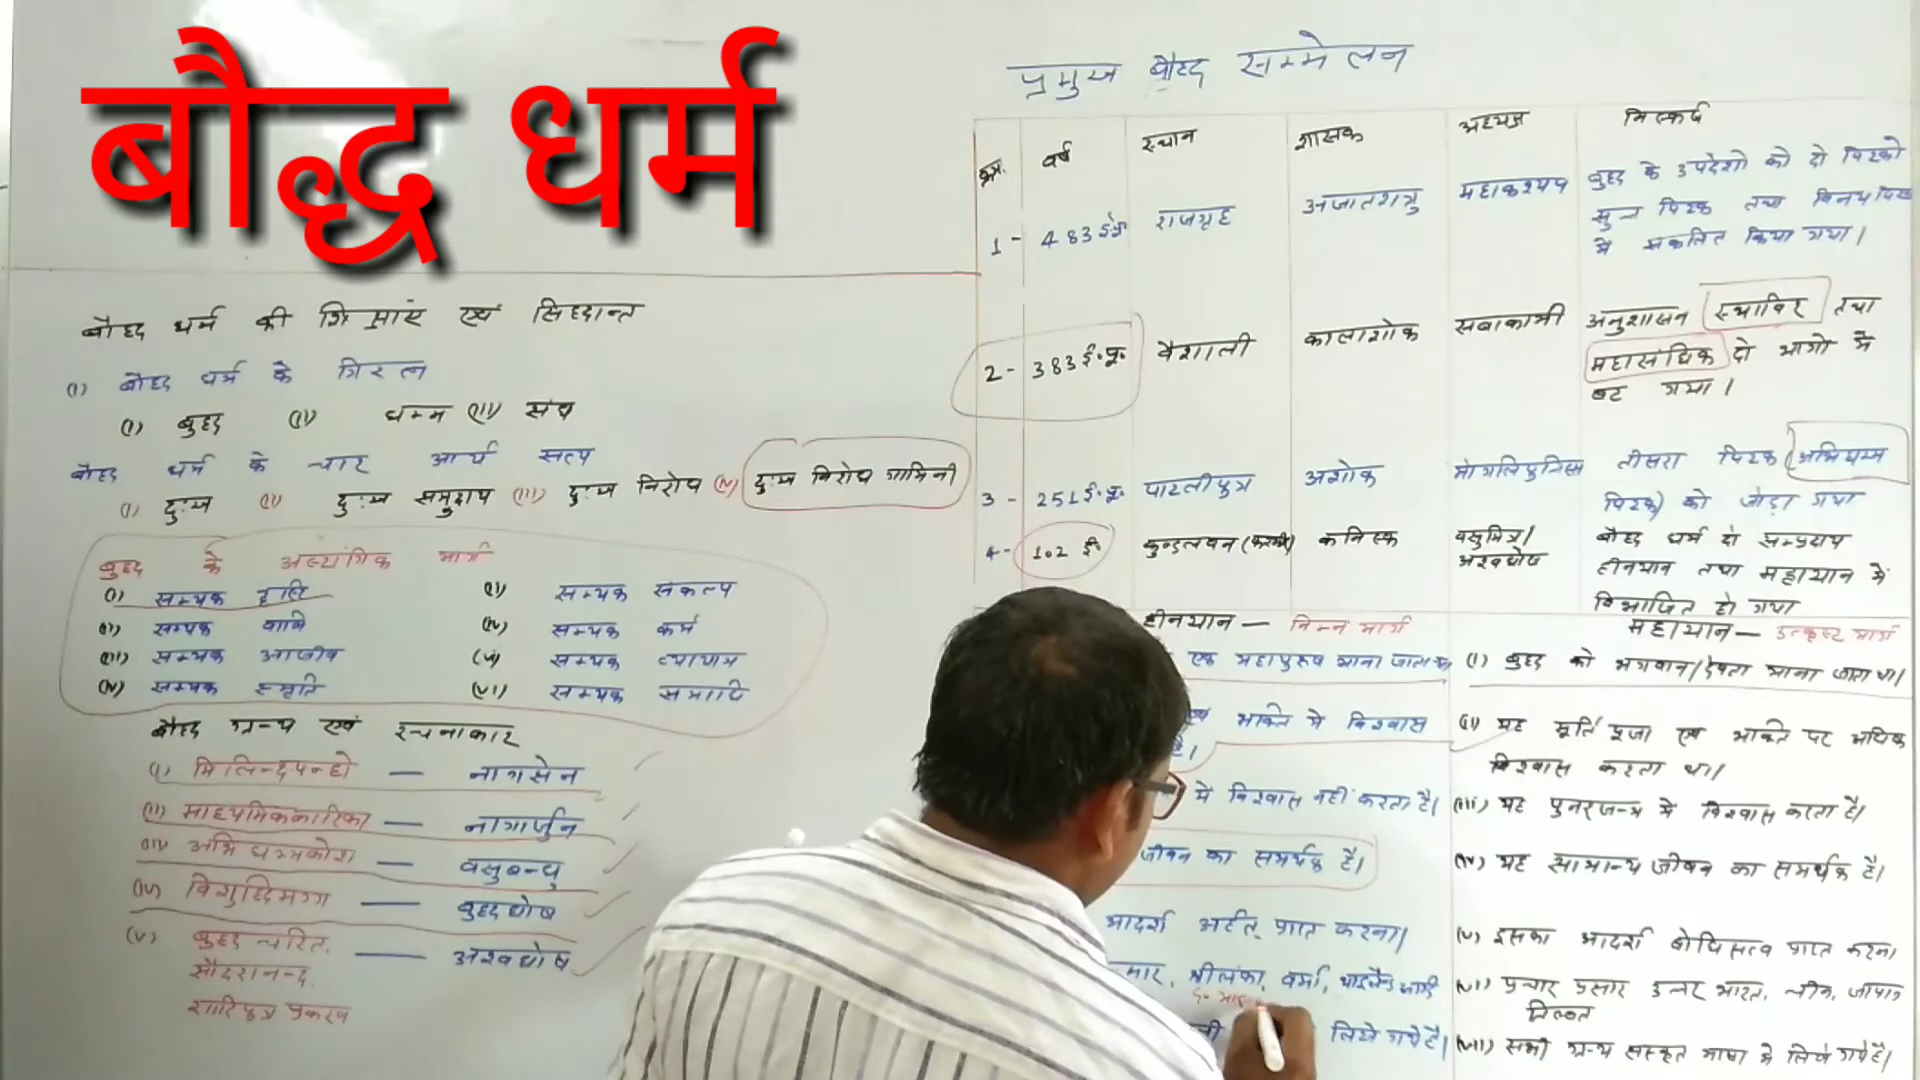 बौद्ध धर्म
प्रमुख बौद्द सम्मेलन
क्र. वर्ष स्थान शासक अध्यक्ष निस्कर्ष
1 - 483 ई.पू. राजगृह अजातशत्रु महाकश्यप बुद्द के उपदेशो को दो पिटको
सुत्त पिटक तथा विनयपिटक
मे संकलित किया गया।
2 - 383 ई.पू. वैशाली कालाशोक सबाकामी अनुशासन स्थाविर तथा
महासंधिक दो भागो मे
बट गया।
3 - 251 ई.पू. पाटलीपुत्र अशोक मोगलिपुतिस्स तीसरा पिटक (अभिधम्म
पिटक) को जोड़ा गया
4 - 102 ई. कुन्डलवन (कश्मीर) कनिस्क वसुमित्र/ बौद्द धर्म दो सम्प्रदाय
अश्वघोष हीनयान तथा महायान में
विभाजित हो गया
बौद्द धर्म की शिक्षाएं एवं सिद्दान्त
(I) बौद्द धर्म के त्रिरत्न
(I) बुद्द (II) धम्म (III) संघ
बौद्द धर्म के चार आर्य सत्य
(I) दुःख (II) दुःख समुदाय (III) दुःख निरोध (IV) दुःख निरोध गामिनी
बुद्द के अस्टांगिक मार्ग
(I) सम्यक दृष्टि (II) सम्यक संकल्प
(III) सम्यक वाणि (IV) सम्यक कर्म
सम्यक आजीव (VI) सम्यक व्यायाम
सम्यक स्मृति सम्यक समाधि
बौद्द ग्रन्थ एवं रचनाकार
(I) मिलिन्दपन्हो — नागसेन
(II) माध्यमिककारिका — नागार्जुन
(III) अभिधम्मकोश — वसुबन्धु
(IV) विशुद्दिमग्ग — बुद्दघोष
(V) बुद्द चरित, — अश्वघोष
सौदरानन्द,
शारिपुत्र प्रकरण
हीनयान — निम्न मार्ग
एक महापुरुष माना जाता था
एवं भक्ति मे विश्वास
है।
मे विश्वास नहीं करता है।
जीवन का समर्थक है।
आदर्श अर्हत् प्राप्त करना।
श्रीलंका, बर्मा, थाईलैन्ड आदि
लिखे गये है।
महायान — उत्कृस्ट मार्ग
(I) बुद्द को भगवान/देवता माना जाता था।
(II) यह मूर्ति पूजा एवं भक्ति पर अधिक
विश्वास करता था।
(III) यह पुनरजन्म मे विश्वास करता है।
(IV) यह सामान्य जीवन का समर्थक है।
(V) इसका आदर्श बोधिसत्व प्राप्त करना
(VI) प्रचार प्रसार उत्तर भारत, चीन, जापान
तिब्बत
(VII) सभी ग्रन्थ संस्कृत भाषा मे लिखे गये है।